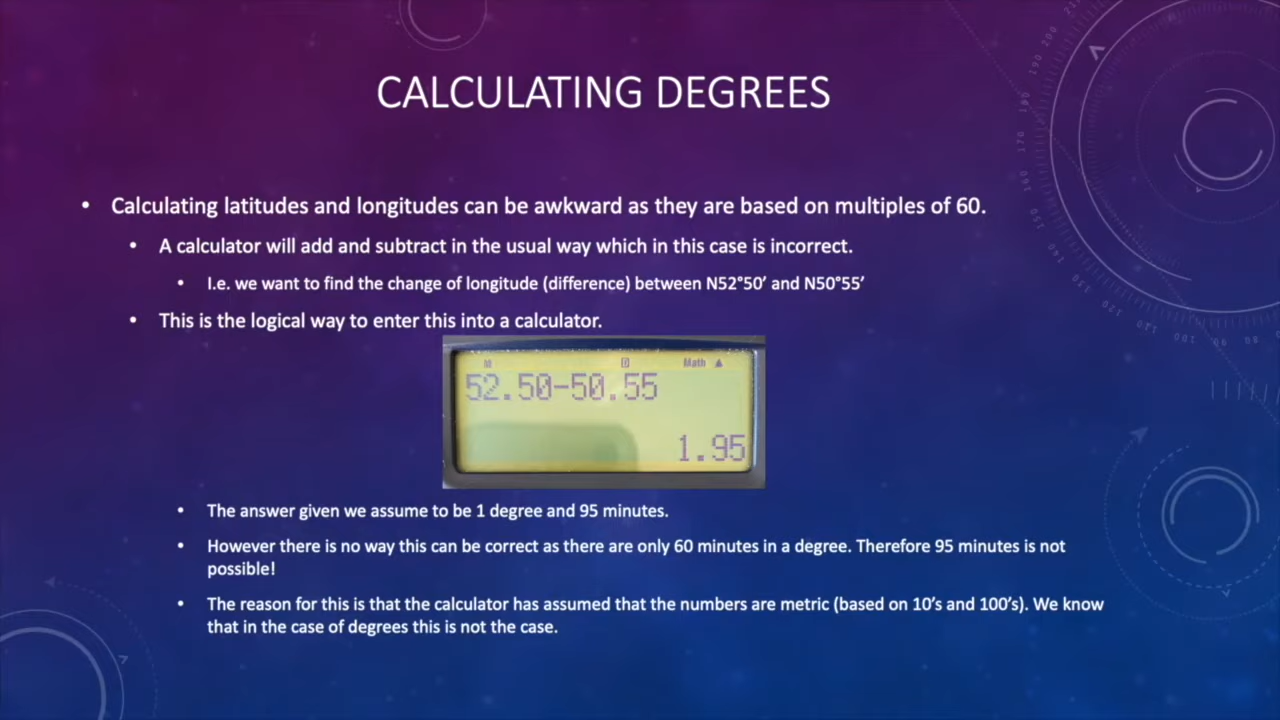 CALCULATING DEGREES
• Calculating latitudes and longitudes can be awkward as they are based on multiples of 60.
• A calculator will add and subtract in the usual way which in this case is incorrect.
• I.e. we want to find the change of longitude (difference) between N52°50’ and N50°55’
• This is the logical way to enter this into a calculator.
M D Math ▲
52.50-50.55
1.95
• The answer given we assume to be 1 degree and 95 minutes.
• However there is no way this can be correct as there are only 60 minutes in a degree. Therefore 95 minutes is not
possible!
• The reason for this is that the calculator has assumed that the numbers are metric (based on 10’s and 100’s). We know
that in the case of degrees this is not the case.